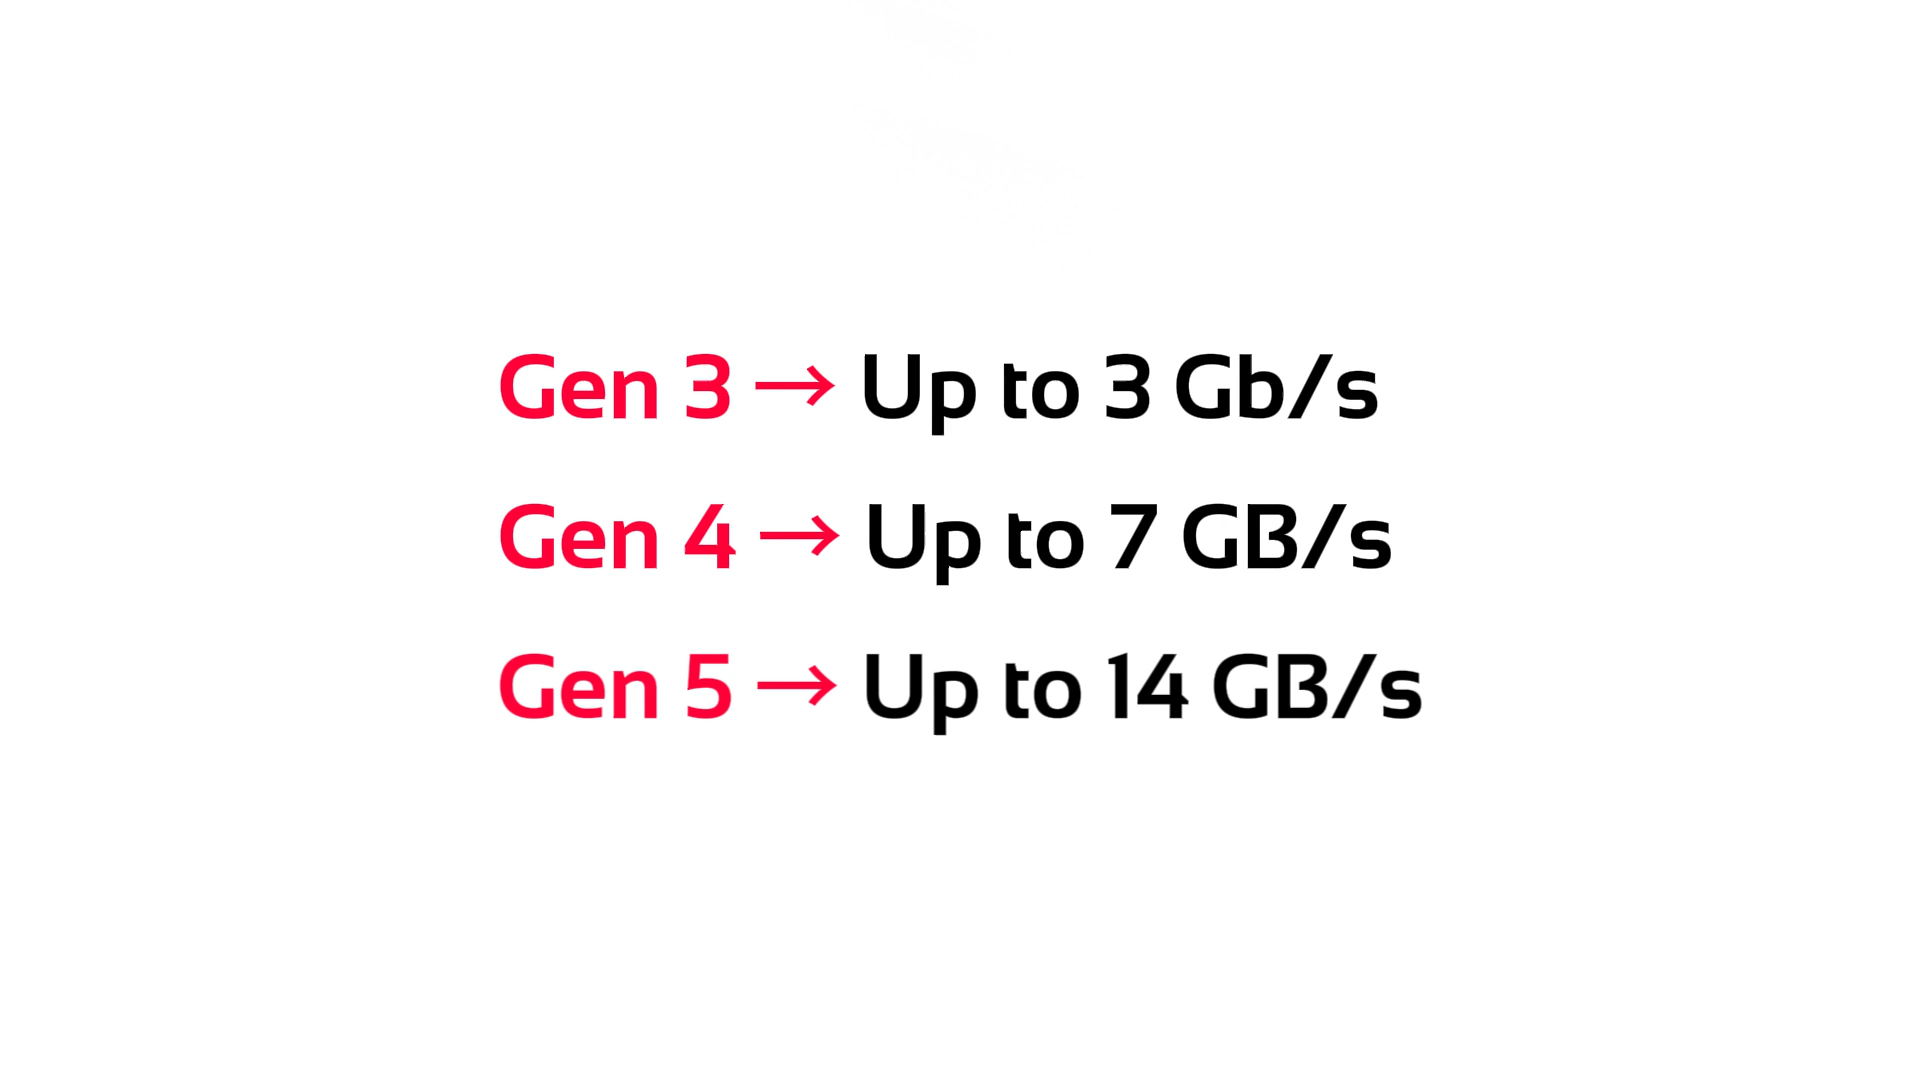 Gen 3 → Up to 3 Gb/s
Gen 4 → Up to 7 GB/s
Gen 5 → Up to 14 GB/s